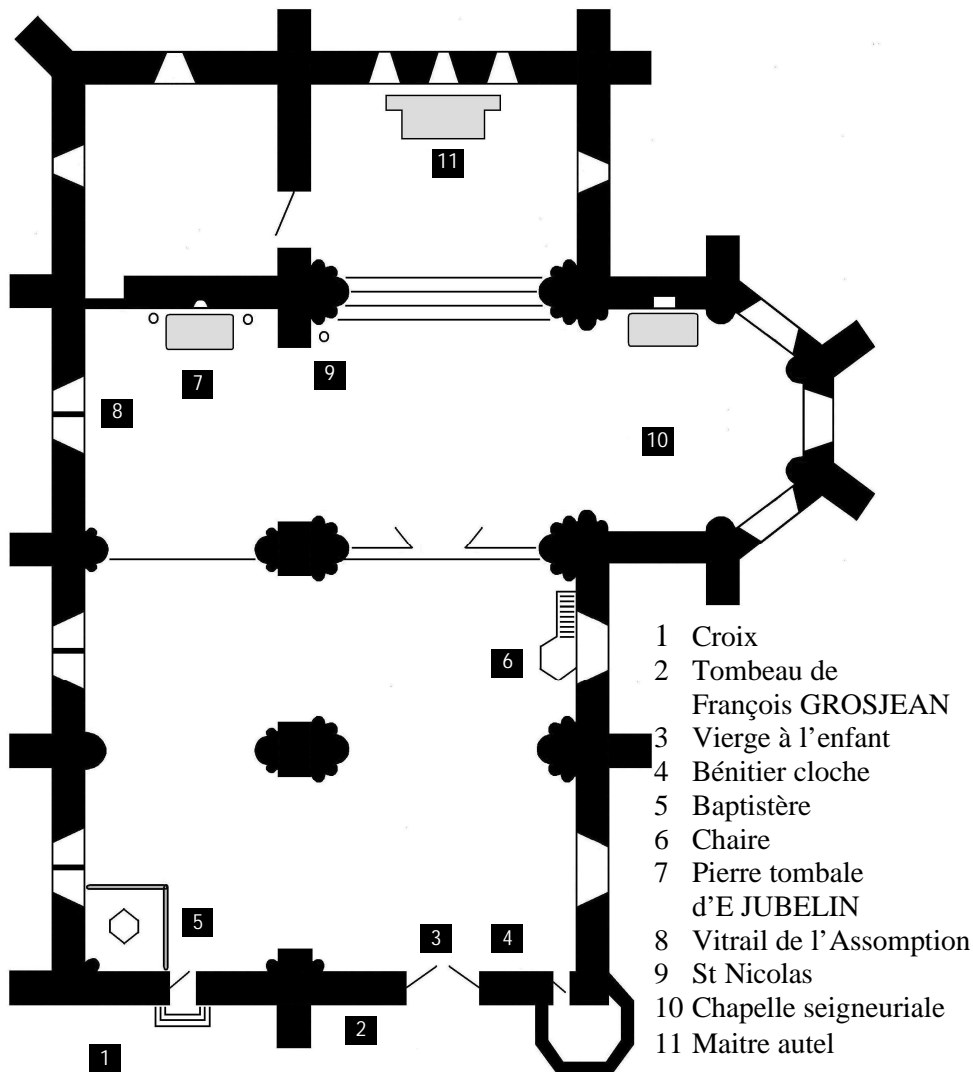 11
7
9
8
10
6
5
3
4
2
1
1 Croix
2 Tombeau de
François GROSJEAN
3 Vierge à l’enfant
4 Bénitier cloche
5 Baptistère
6 Chaire
7 Pierre tombale
d’E JUBELIN
8 Vitrail de l’Assomption
9 St Nicolas
10 Chapelle seigneuriale
11 Maitre autel